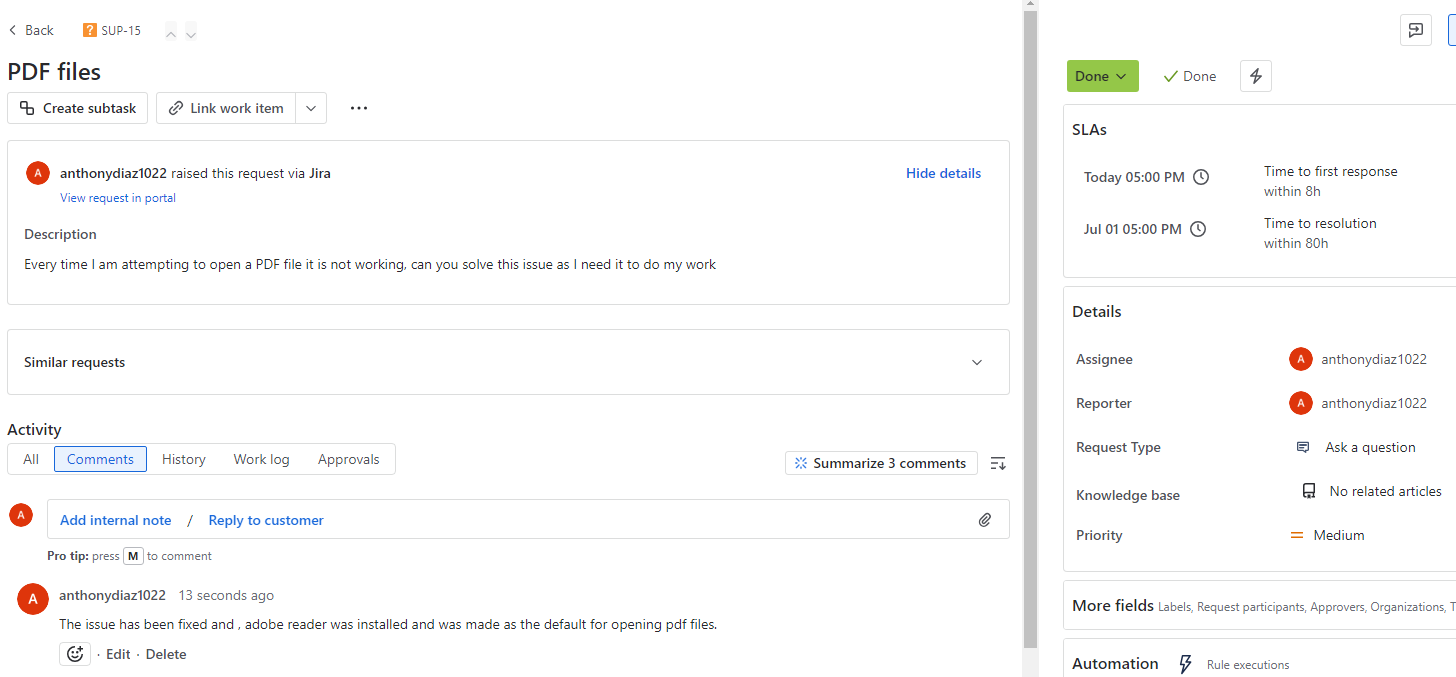 Back
SUP-15
PDF files
Create subtask
Link work item
A
anthonydiaz1022 raised this request via Jira
Hide details
View request in portal
Description
Every time I am attempting to open a PDF file it is not working, can you solve this issue as I need it to do my work
Similar requests
Activity
All
Comments
History
Work log
Approvals
Summarize 3 comments
A
Add internal note / Reply to customer
Pro tip: press M to comment
A
anthonydiaz1022 13 seconds ago
The issue has been fixed and , adobe reader was installed and was made as the default for opening pdf files.
· Edit · Delete
Done
Done
SLAs
Today 05:00 PM
Time to first response
within 8h
Jul 01 05:00 PM
Time to resolution
within 80h
Details
Assignee
A
anthonydiaz1022
Reporter
A
anthonydiaz1022
Request Type
Ask a question
Knowledge base
No related articles
Priority
Medium
More fields Labels, Request participants, Approvers, Organizations, T
Automation
Rule executions